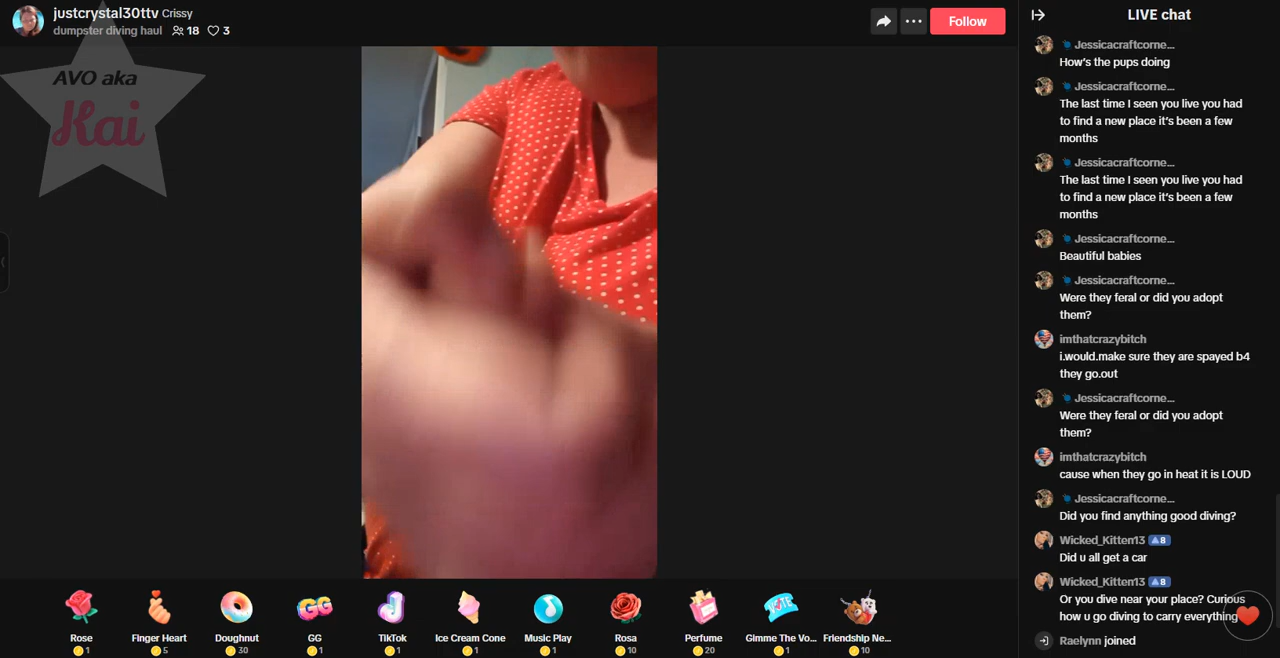 justcrystal30ttv Crissy
dumpster diving haul 18 3
Follow
LIVE chat
AVO aka
Kai
Jessicacraftcorne...
How's the pups doing
Jessicacraftcorne...
The last time I seen you live you had
to find a new place it's been a few
months
Jessicacraftcorne...
The last time I seen you live you had
to find a new place it's been a few
months
Jessicacraftcorne...
Beautiful babies
Jessicacraftcorne...
Were they feral or did you adopt
them?
imthatcrazybitch
i.would.make sure they are spayed b4
they go.out
Jessicacraftcorne...
Were they feral or did you adopt
them?
imthatcrazybitch
cause when they go in heat it is LOUD
Jessicacraftcorne...
Did you find anything good diving?
Wicked_Kitten13 8
Did u all get a car
Wicked_Kitten13 8
Or you dive near your place? Curious
how u go diving to carry everything
Raelynn joined
GG
VOTE
Rose Finger Heart Doughnut GG TikTok Ice Cream Cone Music Play Rosa Perfume GImme The Vo... Friendship Ne...
1 5 30 1 1 1 1 10 20 1 10